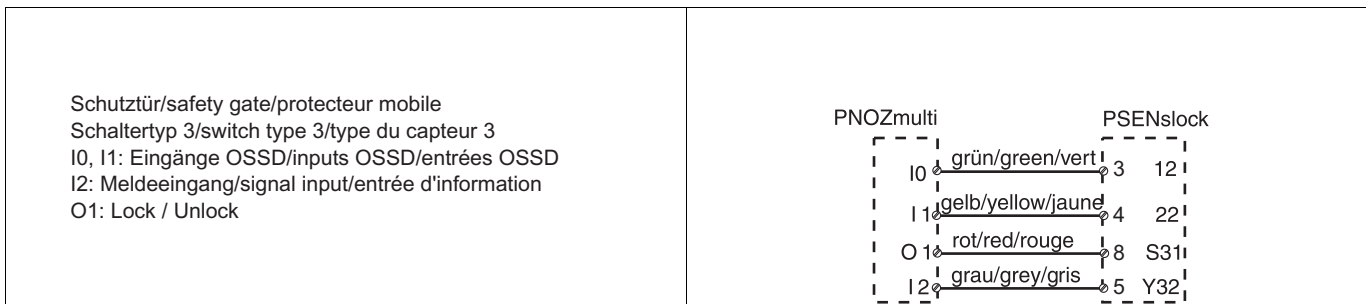 Schutztür/safety gate/protecteur mobile
Schaltertyp 3/switch type 3/type du capteur 3
I0, I1: Eingänge OSSD/inputs OSSD/entrées OSSD
I2: Meldeeingang/signal input/entrée d'information
O1: Lock / Unlock
PNOZmulti PSENslock
I0 grün/green/vert 3 12
I 1 gelb/yellow/jaune 4 22
O 1 rot/red/rouge 8 S31
I 2 grau/grey/gris 5 Y32